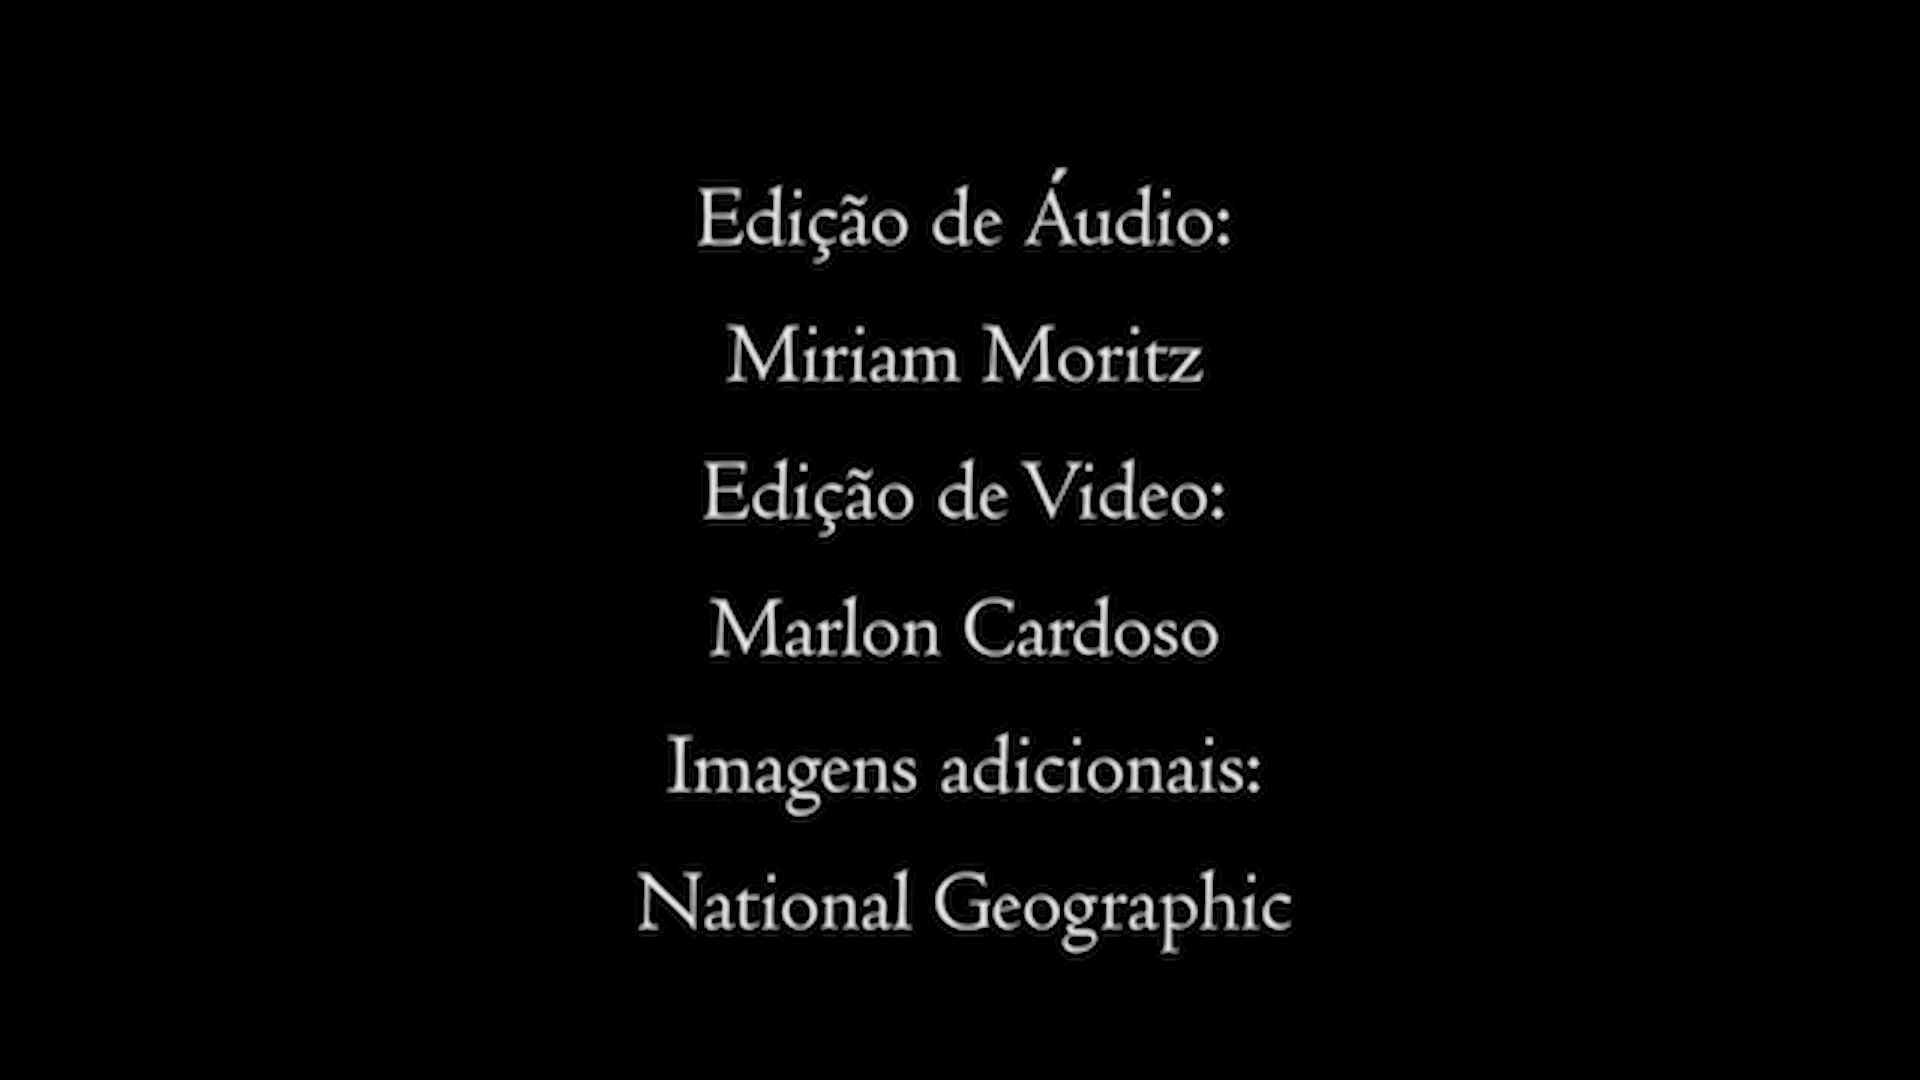 Edição de Áudio:
Miriam Moritz
Edição de Video:
Marlon Cardoso
Imagens adicionais:
National Geographic